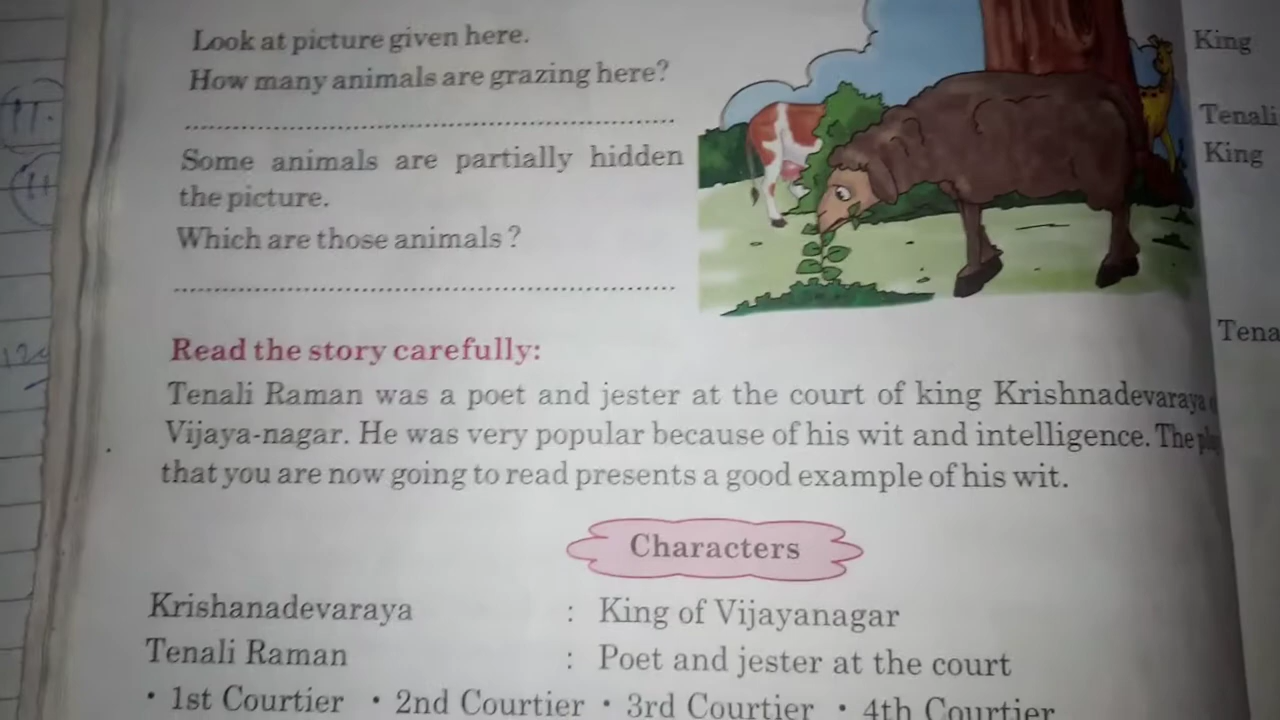 Look at picture given here.
How many animals are grazing here?
Some animals are partially hidden
the picture.
Which are those animals ?
Read the story carefully:
Tenali Raman was a poet and jester at the court of king Krishnadevaraya
Vijaya-nagar. He was very popular because of his wit and intelligence. The
that you are now going to read presents a good example of his wit.
Characters
Krishanadevaraya : King of Vijayanagar
Tenali Raman : Poet and jester at the court
• 1st Courtier • 2nd Courtier • 3rd Courtier • 4th Courtier
King
Tenali
King
Tena